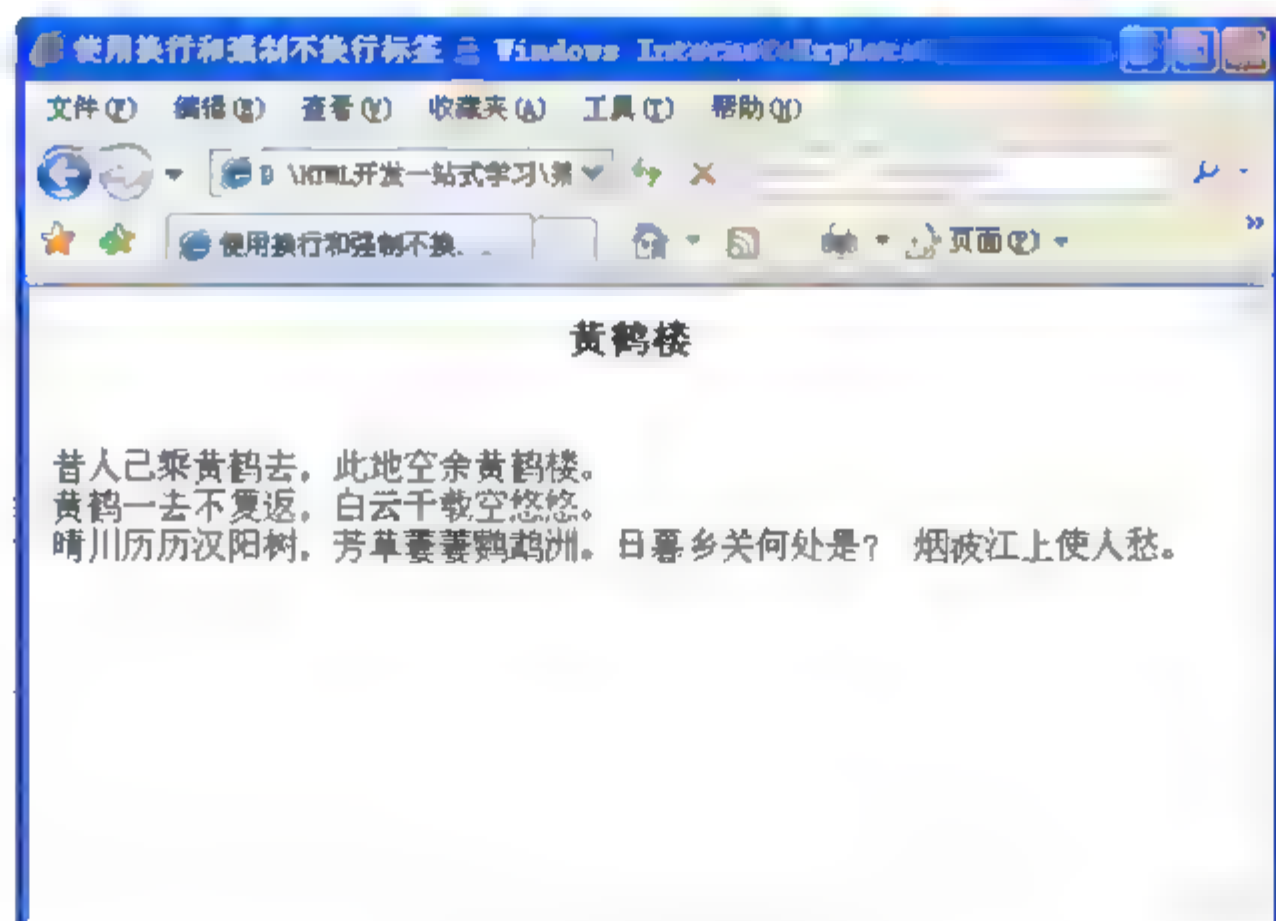 使用换行和强制不换行标签 - Windows Internet Explorer
文件(F) 编辑(E) 查看(V) 收藏夹(A) 工具(T) 帮助(H)
D \HTML开发一站式学习\第
使用换行和强制不换. . 页面(P)
黄鹤楼
昔人已乘黄鹤去，此地空余黄鹤楼。
黄鹤一去不复返，白云千载空悠悠。
晴川历历汉阳树，芳草萋萋鹦鹉洲。日暮乡关何处是？ 烟波江上使人愁。